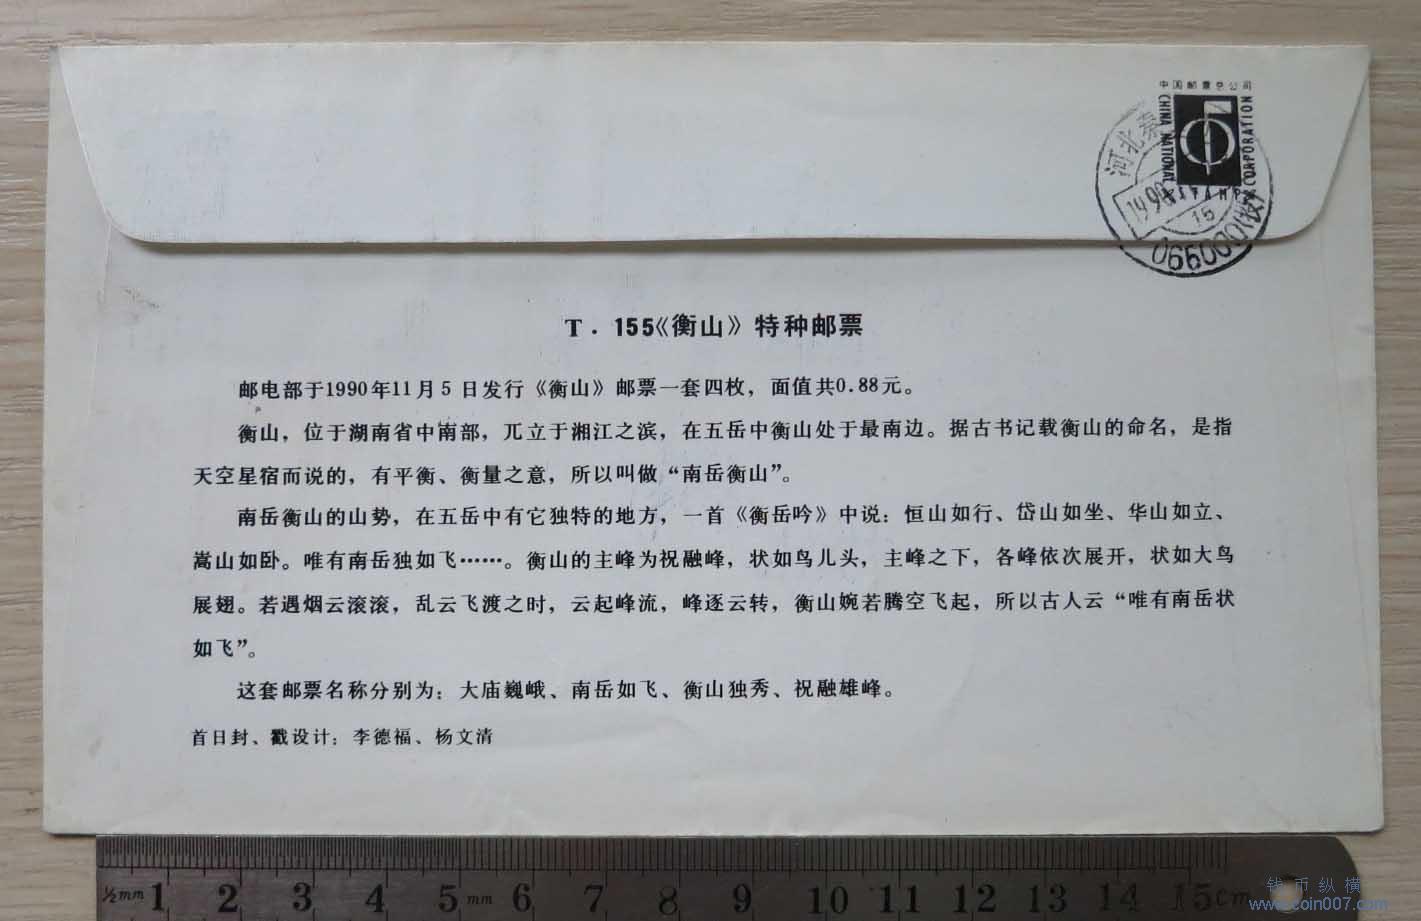 中国邮票总公司
CHINA NATIONAL
STAMP
CORPORATION
河北秦
1990
15
066000
T·155《衡山》特种邮票
邮电部于1990年11月5日发行《衡山》邮票一套四枚，面值共0.88元。
衡山，位于湖南省中南部，兀立于湘江之滨，在五岳中衡山处于最南边。据古书记载衡山的命名，是指
天空星宿而说的，有平衡、衡量之意，所以叫做“南岳衡山”。
南岳衡山的山势，在五岳中有它独特的地方，一首《衡岳吟》中说：恒山如行、岱山如坐、华山如立、
嵩山如卧。唯有南岳独如飞……。衡山的主峰为祝融峰，状如鸟儿头，主峰之下，各峰依次展开，状如大鸟
展翅。若遇烟云滚滚，乱云飞渡之时，云起峰流，峰逐云转，衡山婉若腾空飞起，所以古人云“唯有南岳状
如飞”。
这套邮票名称分别为：大庙巍峨、南岳如飞、衡山独秀、祝融雄峰。
首日封、戳设计：李德福、杨文清
½mm 1 2 3 4 5 mm 6 7 8 9 10 11 12 13 14 15cm
钱币纵横
www.coin007.com